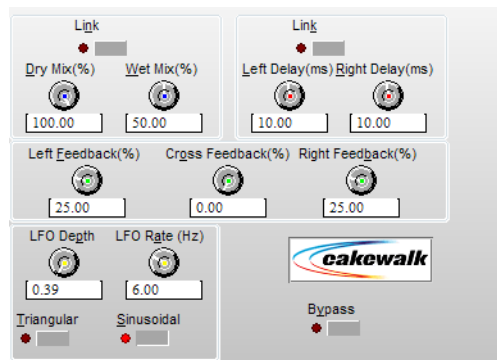 Link Link
Dry Mix(%) Wet Mix(%) Left Delay(ms) Right Delay(ms)
100.00 50.00 10.00 10.00
Left Feedback(%) Cross Feedback(%) Right Feedback(%)
25.00 0.00 25.00
LFO Depth LFO Rate (Hz)
cakewalk
0.39 6.00
Bypass
Triangular Sinusoidal